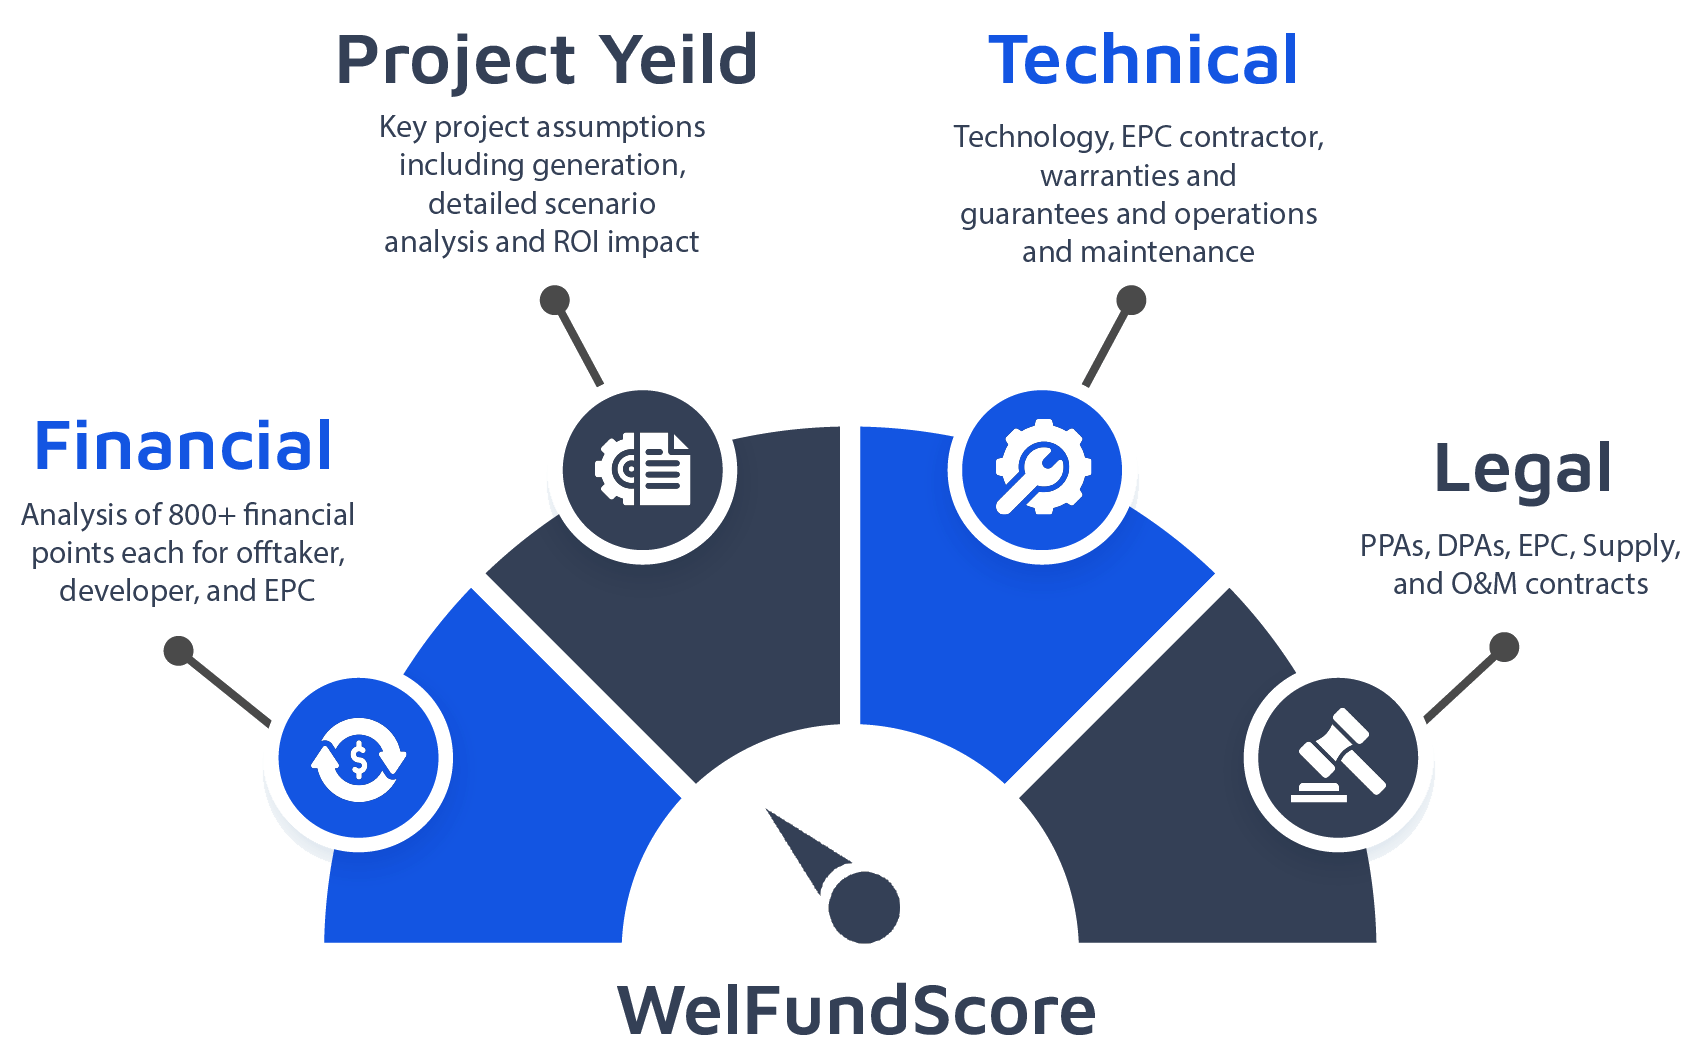 Project Yeild
Key project assumptions
including generation,
detailed scenario
analysis and ROI impact
Technical
Technology, EPC contractor,
warranties and
guarantees and operations
and maintenance
Financial
Analysis of 800+ financial
points each for offtaker,
developer, and EPC
Legal
PPAs, DPAs, EPC, Supply,
and O&M contracts
$
WelFundScore